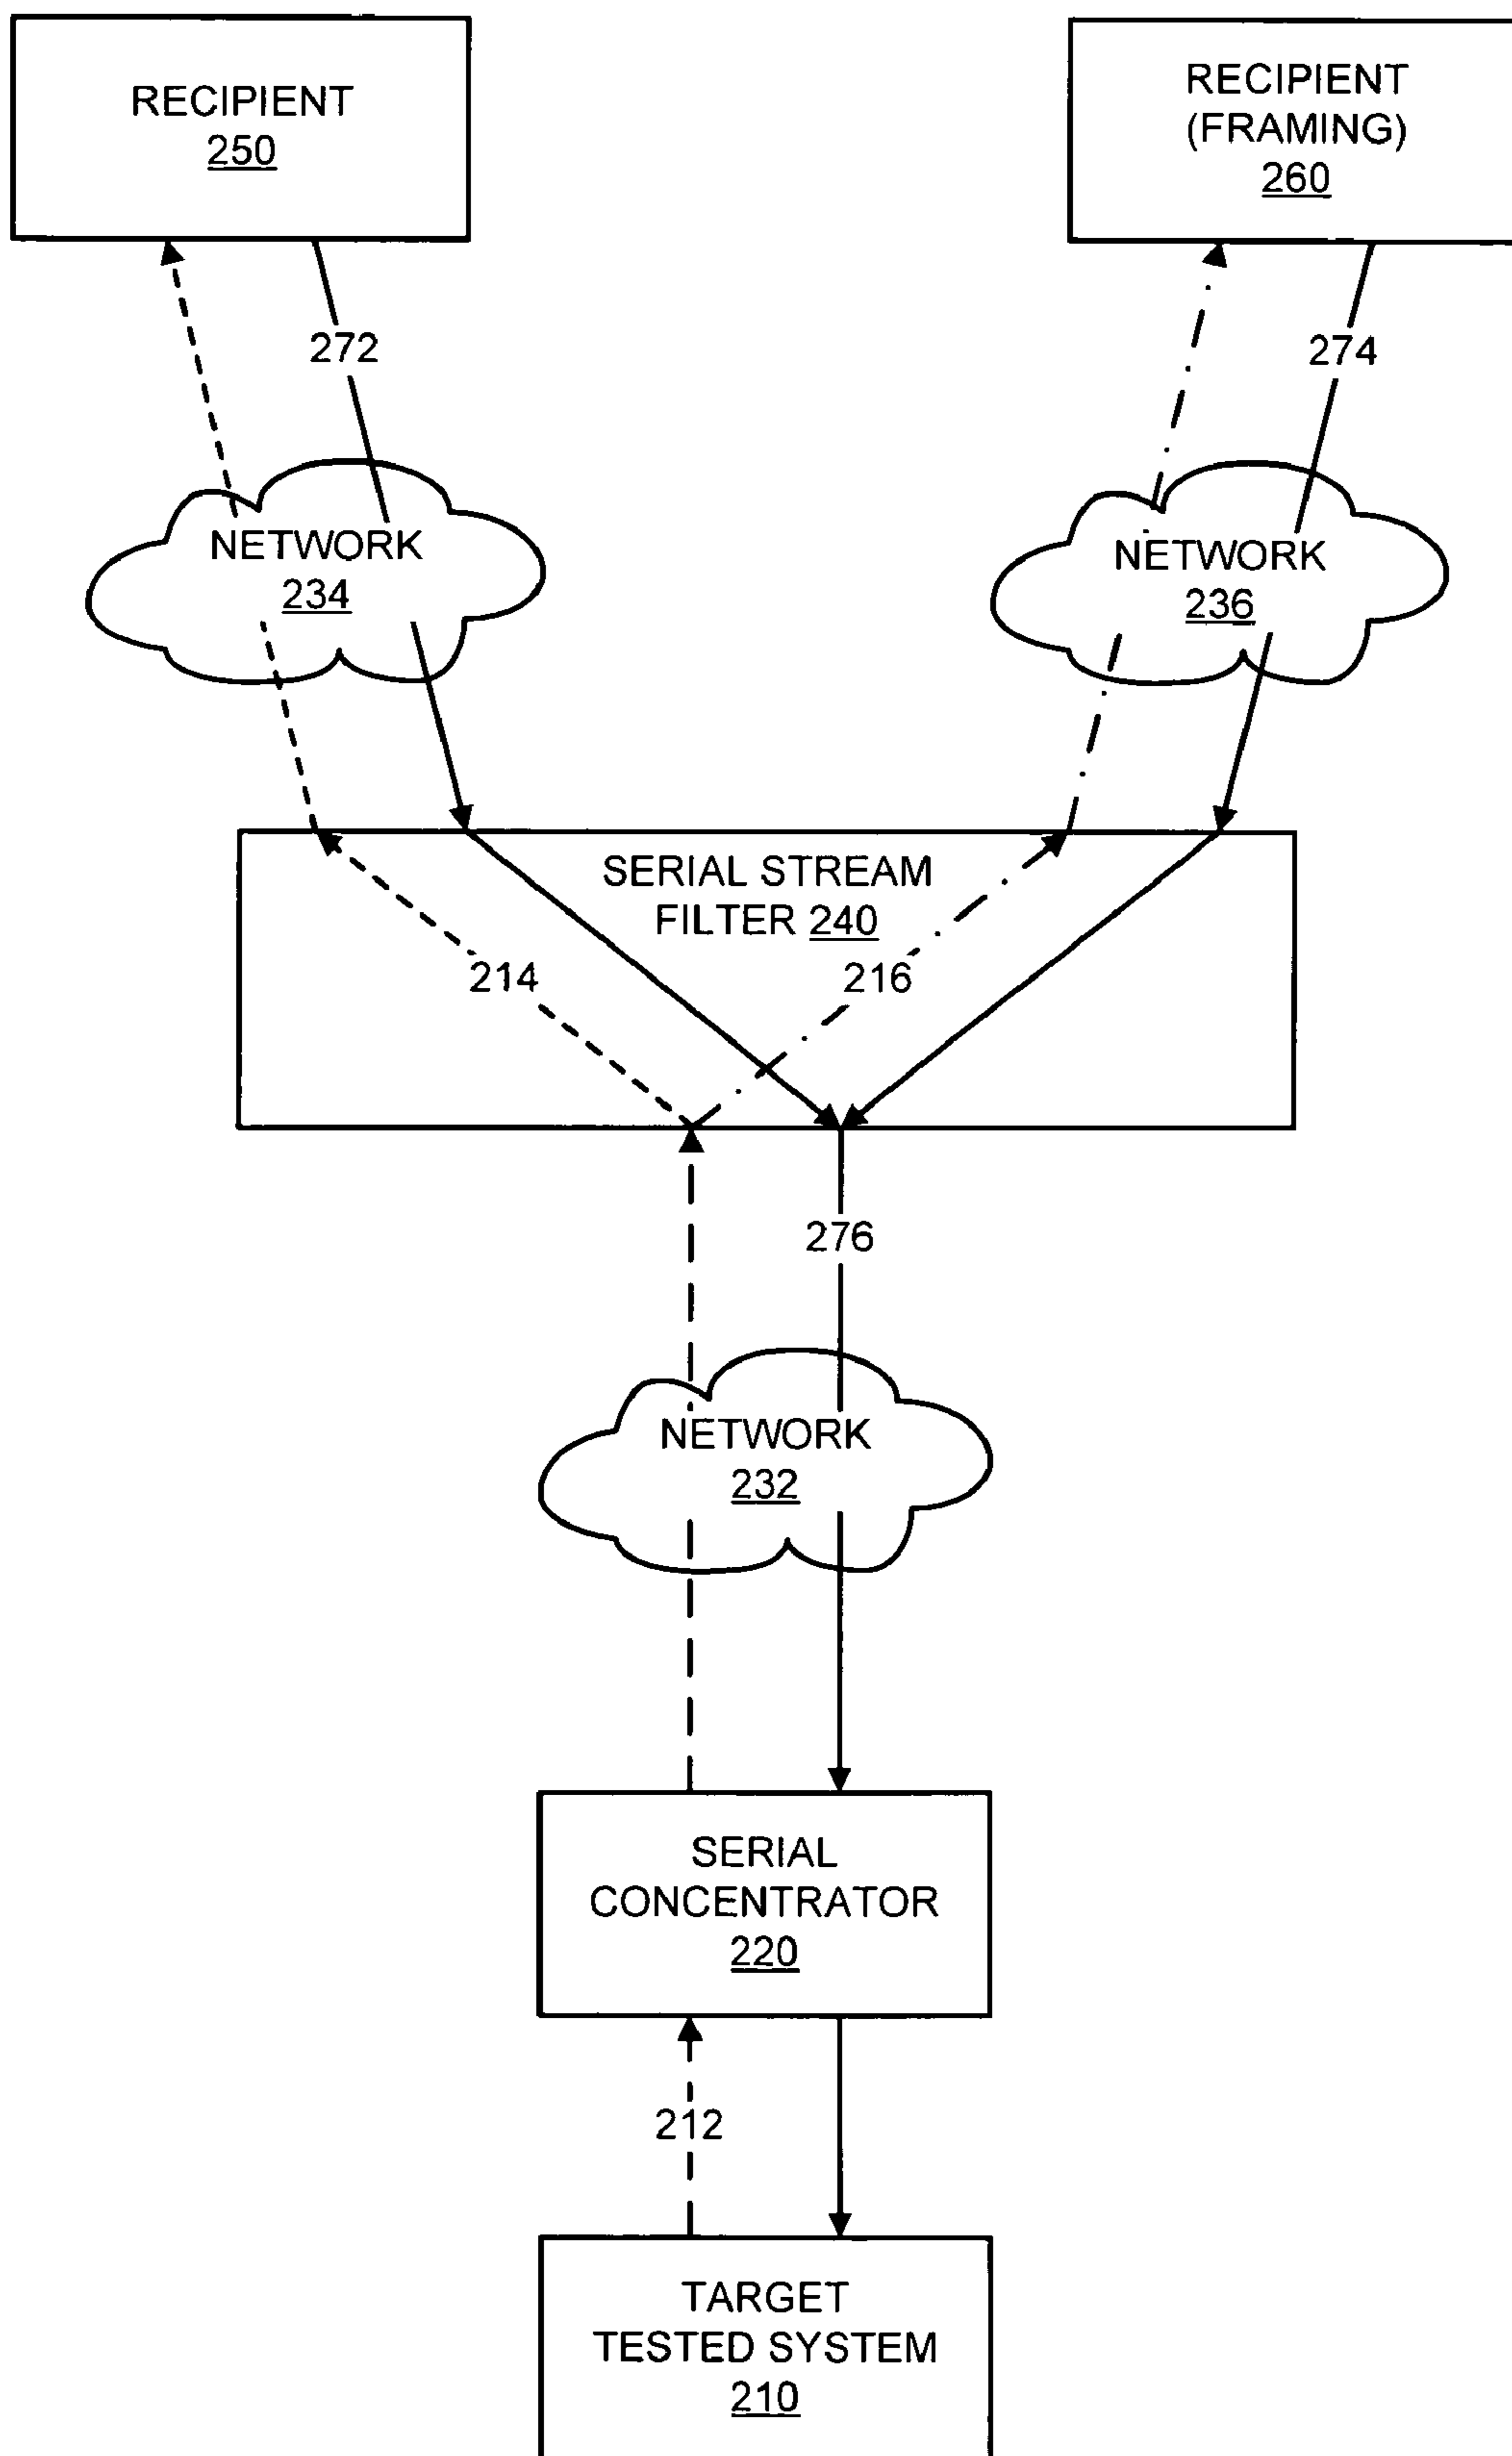 RECIPIENT
250
RECIPIENT
(FRAMING)
260
272
274
NETWORK
234
NETWORK
236
SERIAL STREAM
FILTER 240
214
216
276
NETWORK
232
SERIAL
CONCENTRATOR
220
212
TARGET
TESTED SYSTEM
210